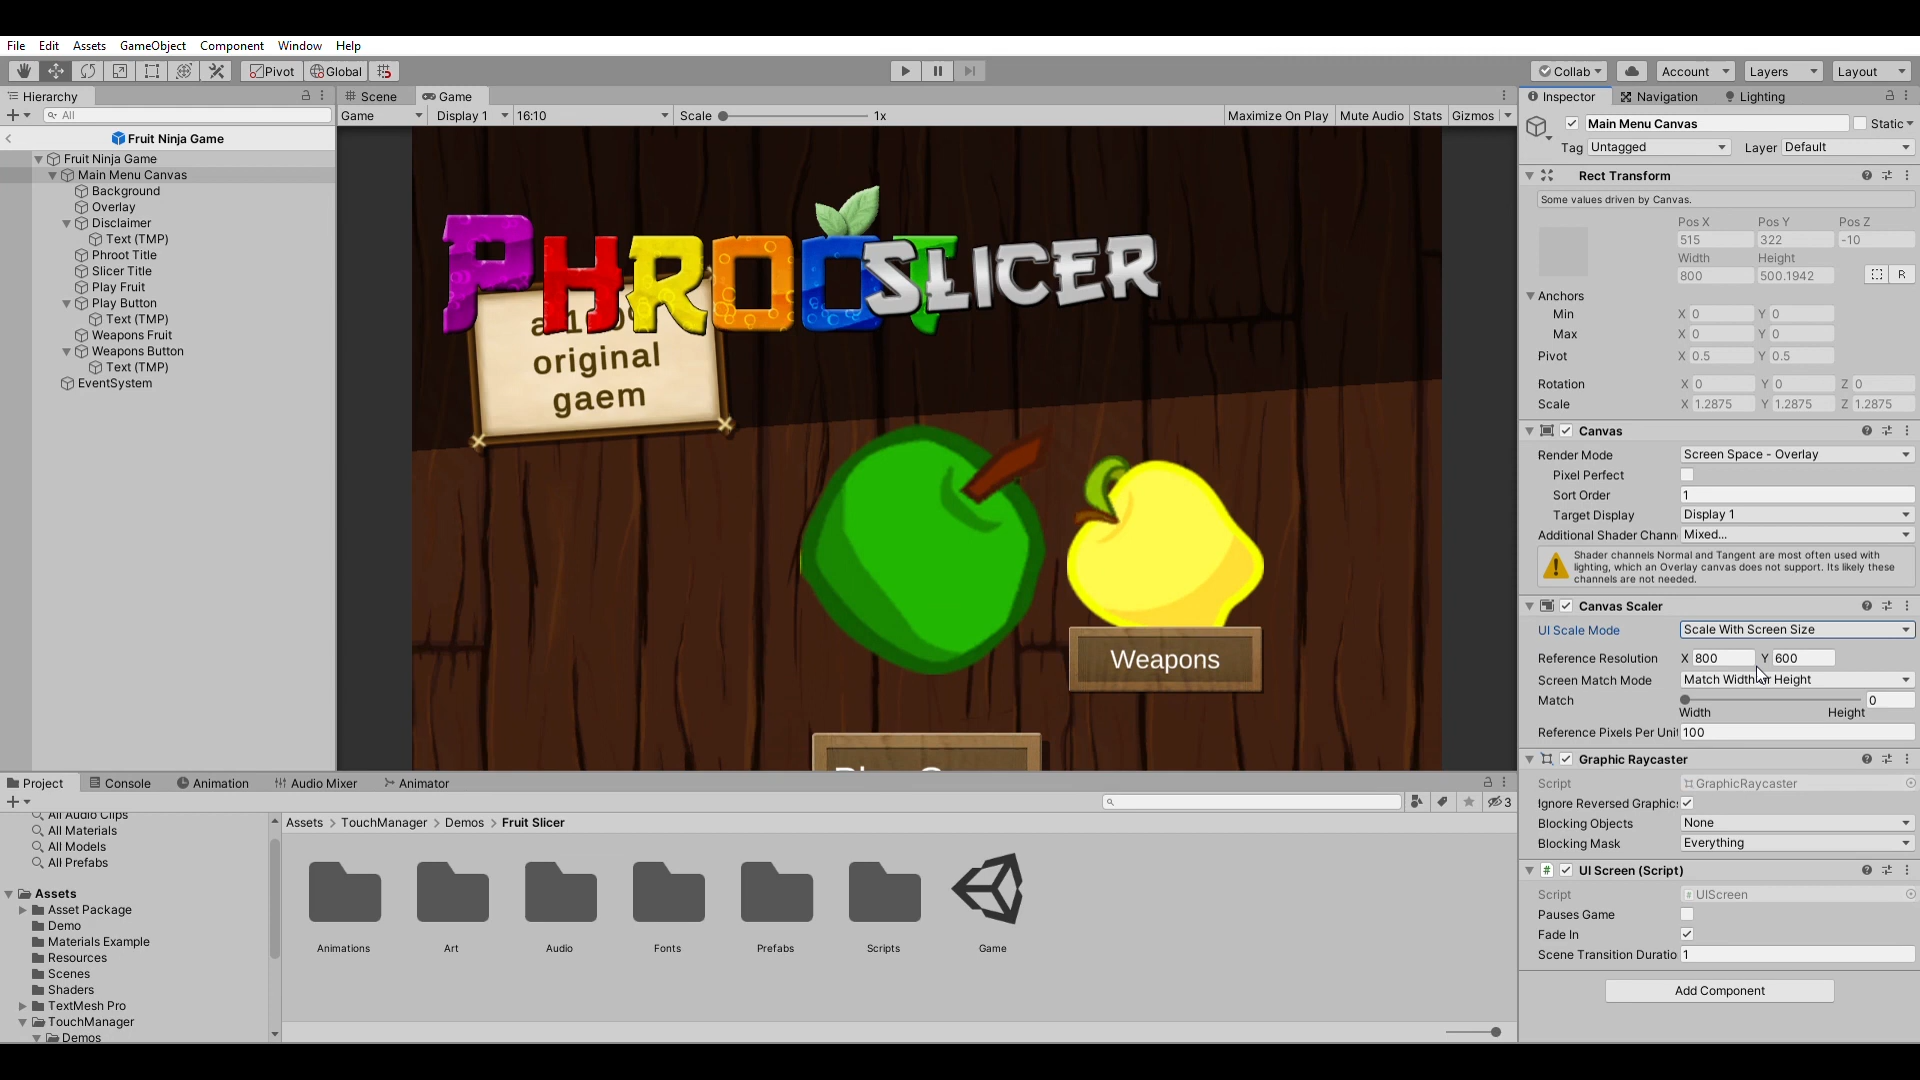 File Edit Assets GameObject Component Window Help
Pivot Global Collab Account Layers Layout
Hierarchy
All
Fruit Ninja Game
Fruit Ninja Game
Main Menu Canvas
Background
Overlay
Disclaimer
Text (TMP)
Phroot Title
Slicer Title
Play Fruit
Play Button
Text (TMP)
Weapons Fruit
Weapons Button
Text (TMP)
EventSystem
Scene Game
Game Display 1 16:10 Scale 1x Maximize On Play Mute Audio Stats Gizmos
PHROOT SLICER
original
gaem
Weapons
Inspector Navigation Lighting
Main Menu Canvas Static
Tag Untagged Layer Default
Rect Transform
Some values driven by Canvas.
Pos X Pos Y Pos Z
515 322 -10
Width Height
800 500.1942 R
Anchors
Min X 0 Y 0
Max X 0 Y 0
Pivot X 0.5 Y 0.5
Rotation X 0 Y 0 Z 0
Scale X 1.2875 Y 1.2875 Z 1.2875
Canvas
Render Mode Screen Space - Overlay
Pixel Perfect
Sort Order 1
Target Display Display 1
Additional Shader Chann Mixed...
Shader channels Normal and Tangent are most often used with
lighting, which an Overlay canvas does not support. Its likely these
channels are not needed.
Canvas Scaler
UI Scale Mode Scale With Screen Size
Reference Resolution X 800 Y 600
Screen Match Mode Match Width Or Height
Match 0
Width Height
Reference Pixels Per Unit 100
Graphic Raycaster
Script GraphicRaycaster
Ignore Reversed Graphics
Blocking Objects None
Blocking Mask Everything
UI Screen (Script)
Script UIScreen
Pauses Game
Fade In
Scene Transition Duratio 1
Add Component
Project Console Animation Audio Mixer Animator
3
All Audio Clips
All Materials
All Models
All Prefabs
Assets
Asset Package
Demo
Materials Example
Resources
Scenes
Shaders
TextMesh Pro
TouchManager
Demos
Assets > TouchManager > Demos > Fruit Slicer
Animations Art Audio Fonts Prefabs Scripts Game